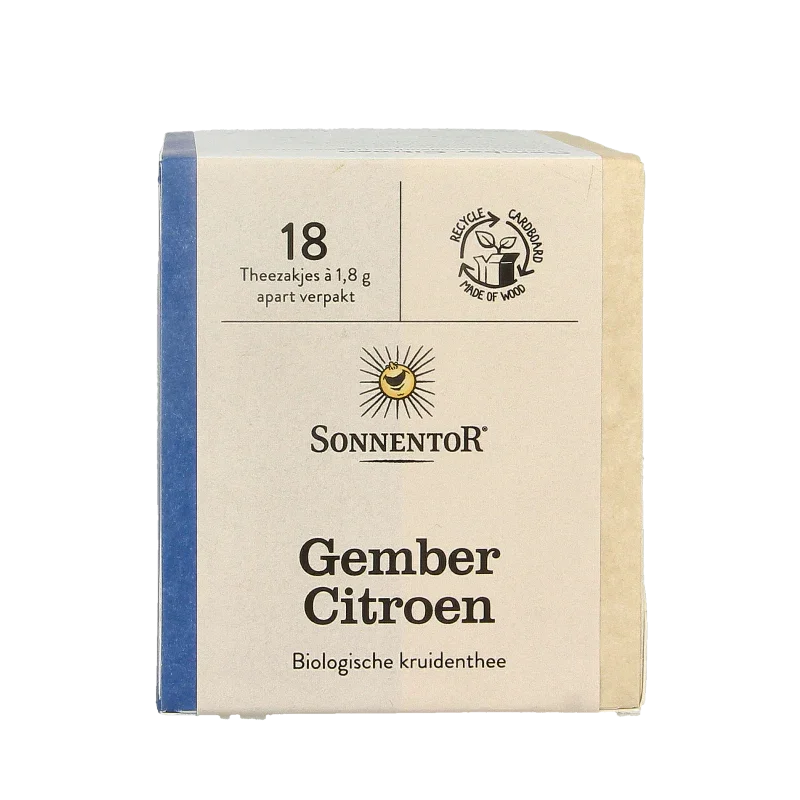 18
Theezakjes à 1,8 g
apart verpakt
RECYCLE CARDBOARD
MADE OF WOOD
SONNENTOR®
Gember
Citroen
Biologische kruidenthee